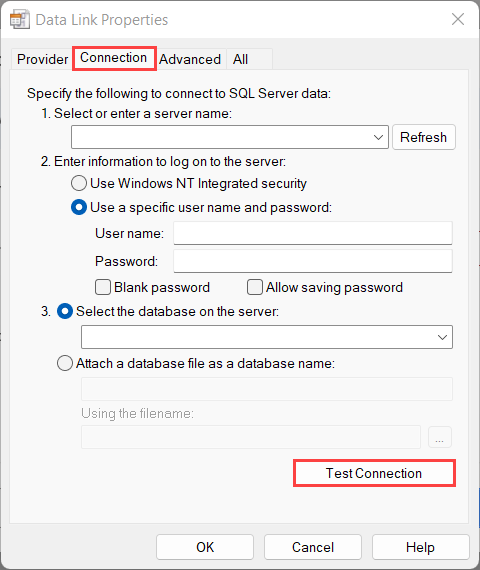 Data Link Properties
Provider Connection Advanced All
Specify the following to connect to SQL Server data:
1. Select or enter a server name:
Refresh
2. Enter information to log on to the server:
Use Windows NT Integrated security
Use a specific user name and password:
User name:
Password:
Blank password Allow saving password
3. Select the database on the server:
Attach a database file as a database name:
Using the filename:
...
Test Connection
OK Cancel Help